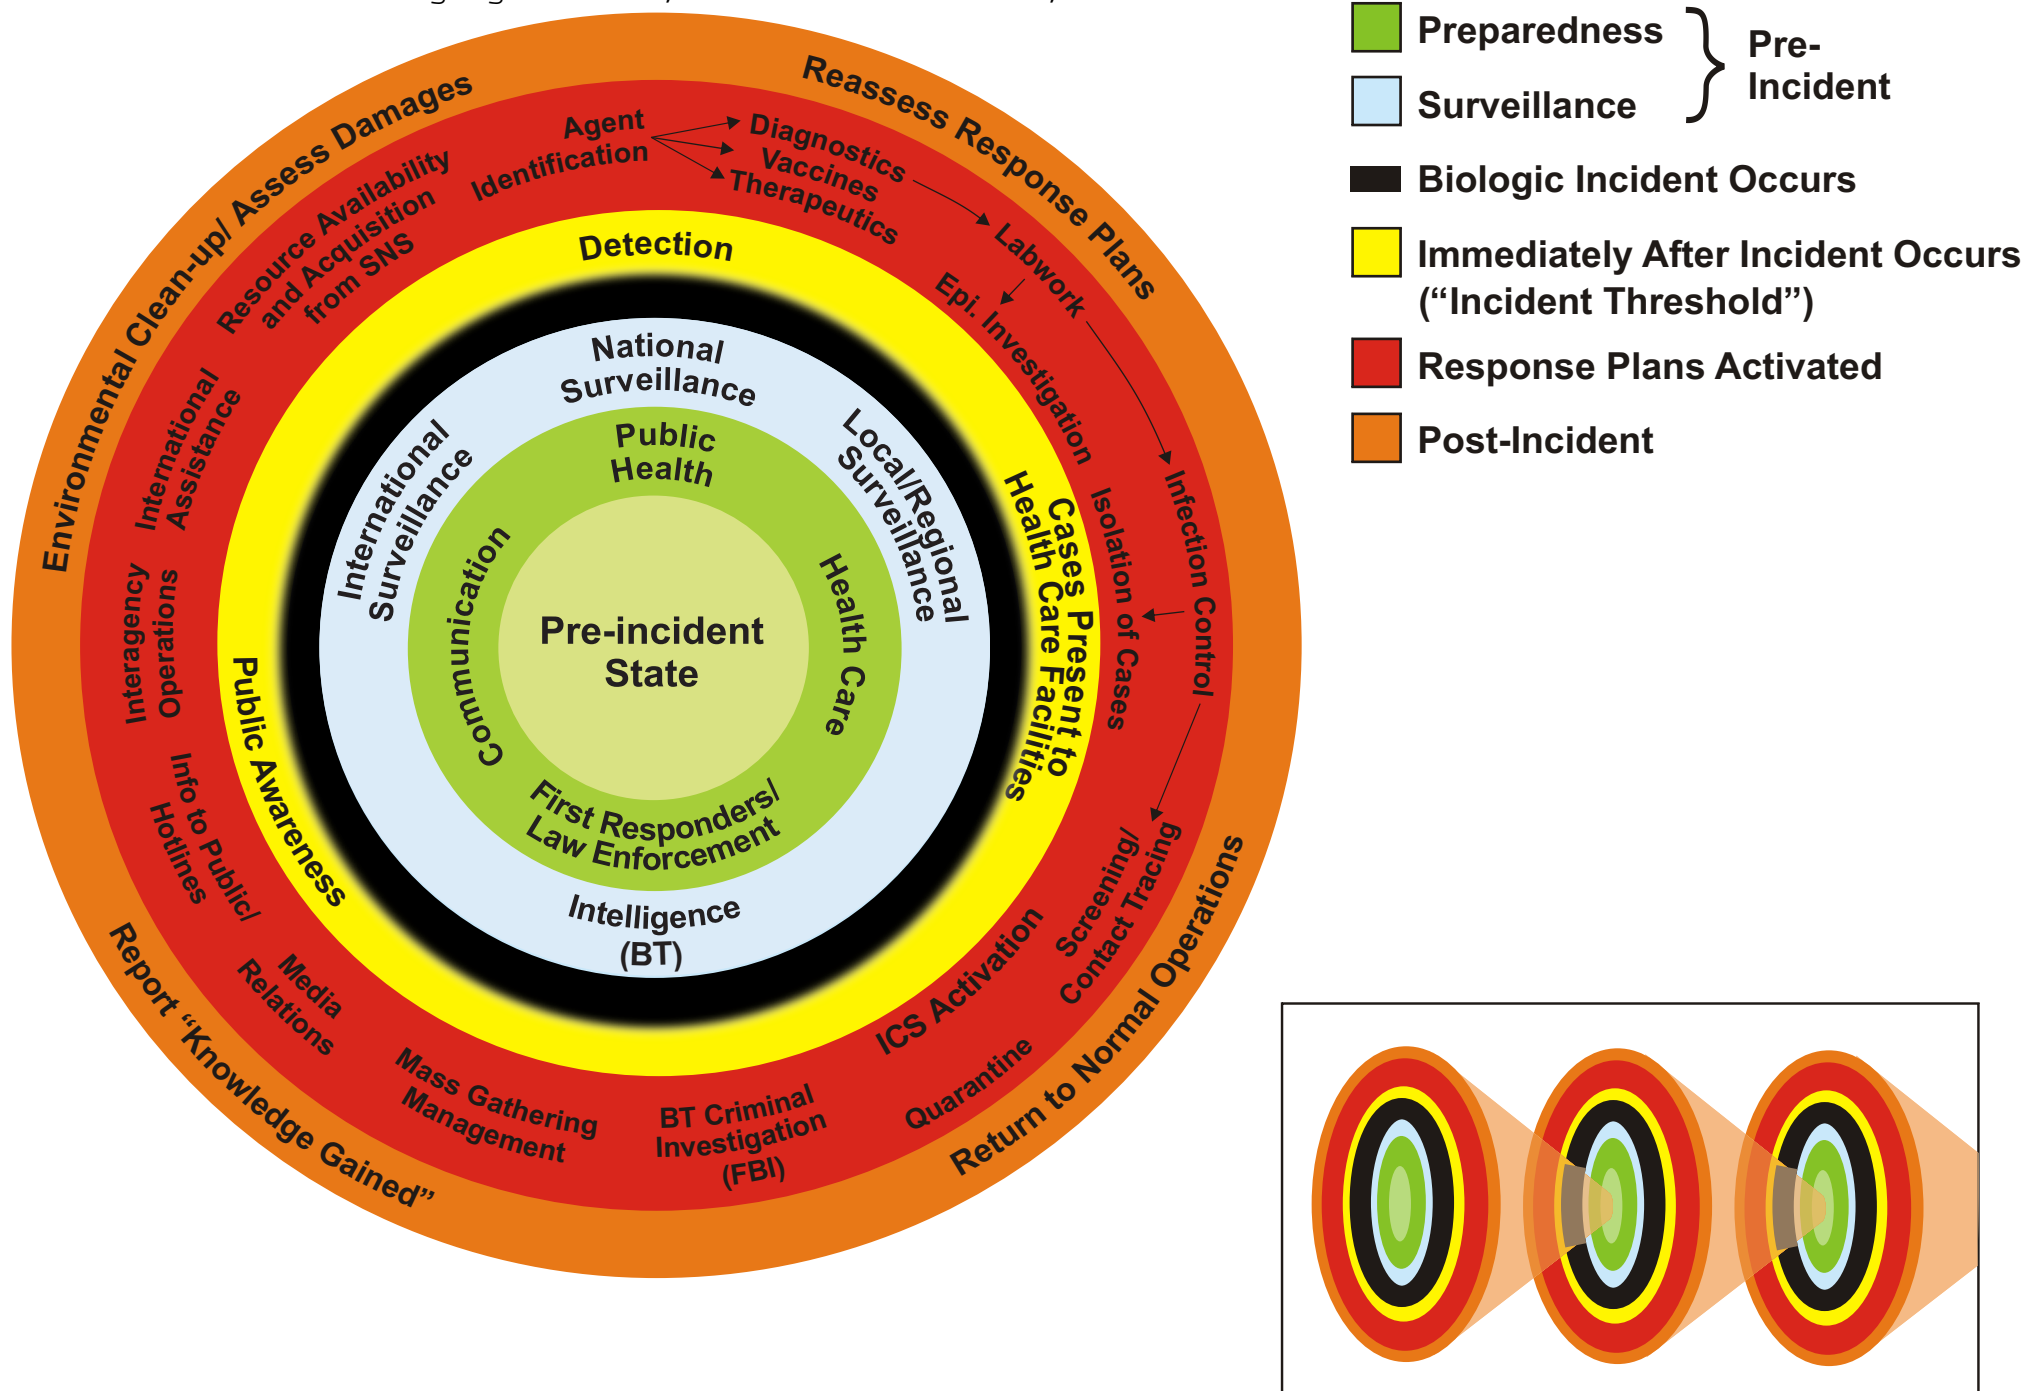 Preparedness
Surveillance
Pre-
Incident
Biologic Incident Occurs
Immediately After Incident Occurs
(“Incident Threshold”)
Response Plans Activated
Post-Incident
Environmental Clean-up/ Assess Damages
Reassess Response Plans
Return to Normal Operations
Report “Knowledge Gained”
Agent
Identification
Diagnostics
Vaccines
Therapeutics
Labwork
Epi. Investigation
Infection Control
Isolation of Cases
Screening/
Contact Tracing
Quarantine
BT Criminal
Investigation
(FBI)
Mass Gathering
Management
Media
Relations
Info to Public/
Hotlines
Interagency
Operations
International
Assistance
Resource Availability
and Acquisition
from SNS
Detection
Cases Present to
Health Care Facilities
ICS Activation
Public Awareness
National
Surveillance
Local/Regional
Surveillance
Intelligence
(BT)
International
Surveillance
Public
Health
Health Care
First Responders/
Law Enforcement
Communication
Pre-incident
State